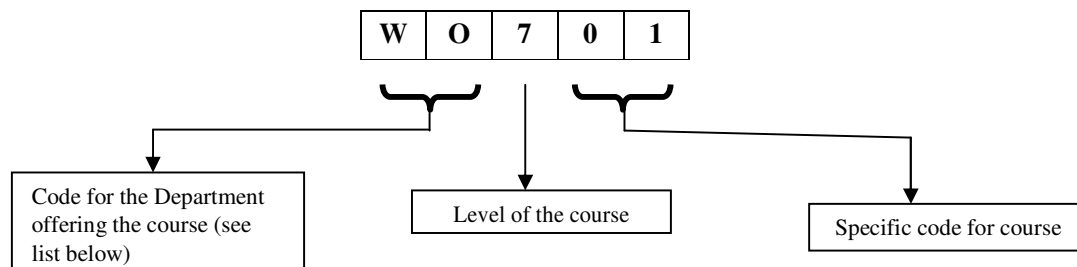 W O 7 0 1
Code for the Department
offering the course (see
list below)
Level of the course
Specific code for course